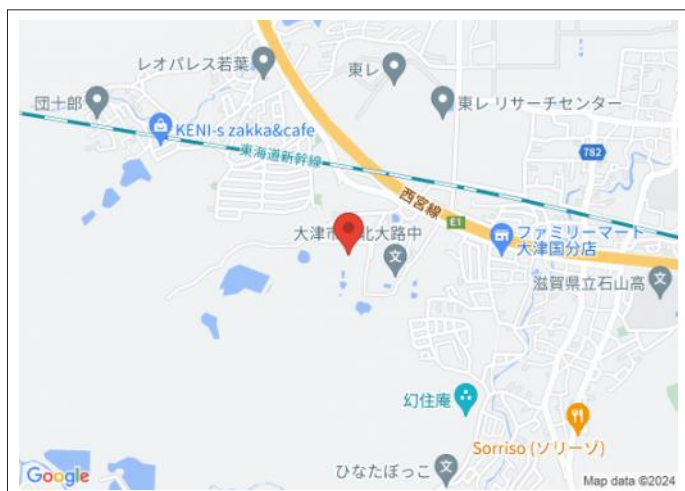 レオパレス若葉
東レ
団十郎
東レ リサーチセンター
KENI-s zakka&cafe
東海道新幹線
782
西宮線
E1
大津市 北大路中
ファミリーマート
大津国分店
滋賀県立石山高
幻住庵
Sorriso (ソリーゾ)
ひなたぼっこ
Google
Map data ©2024